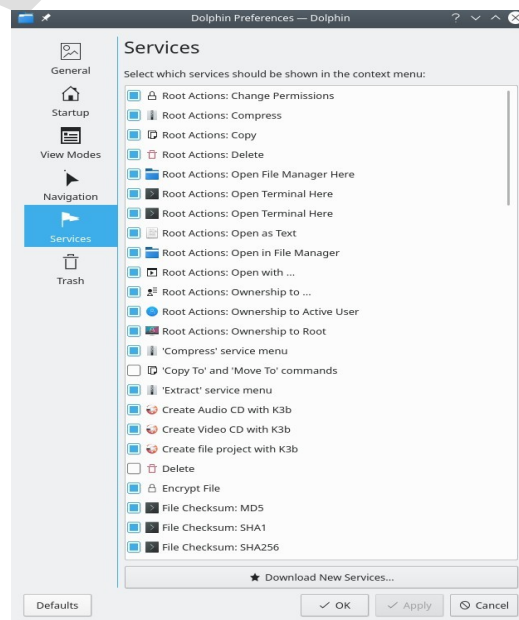 Dolphin Preferences — Dolphin
General
Startup
View Modes
Navigation
Services
Trash
Services
Select which services should be shown in the context menu:
Root Actions: Change Permissions
Root Actions: Compress
Root Actions: Copy
Root Actions: Delete
Root Actions: Open File Manager Here
Root Actions: Open Terminal Here
Root Actions: Open Terminal Here
Root Actions: Open as Text
Root Actions: Open in File Manager
Root Actions: Open with ...
Root Actions: Ownership to ...
Root Actions: Ownership to Active User
Root Actions: Ownership to Root
'Compress' service menu
'Copy To' and 'Move To' commands
'Extract' service menu
Create Audio CD with K3b
Create Video CD with K3b
Create file project with K3b
Delete
Encrypt File
File Checksum: MD5
File Checksum: SHA1
File Checksum: SHA256
Download New Services...
Defaults
OK
Apply
Cancel